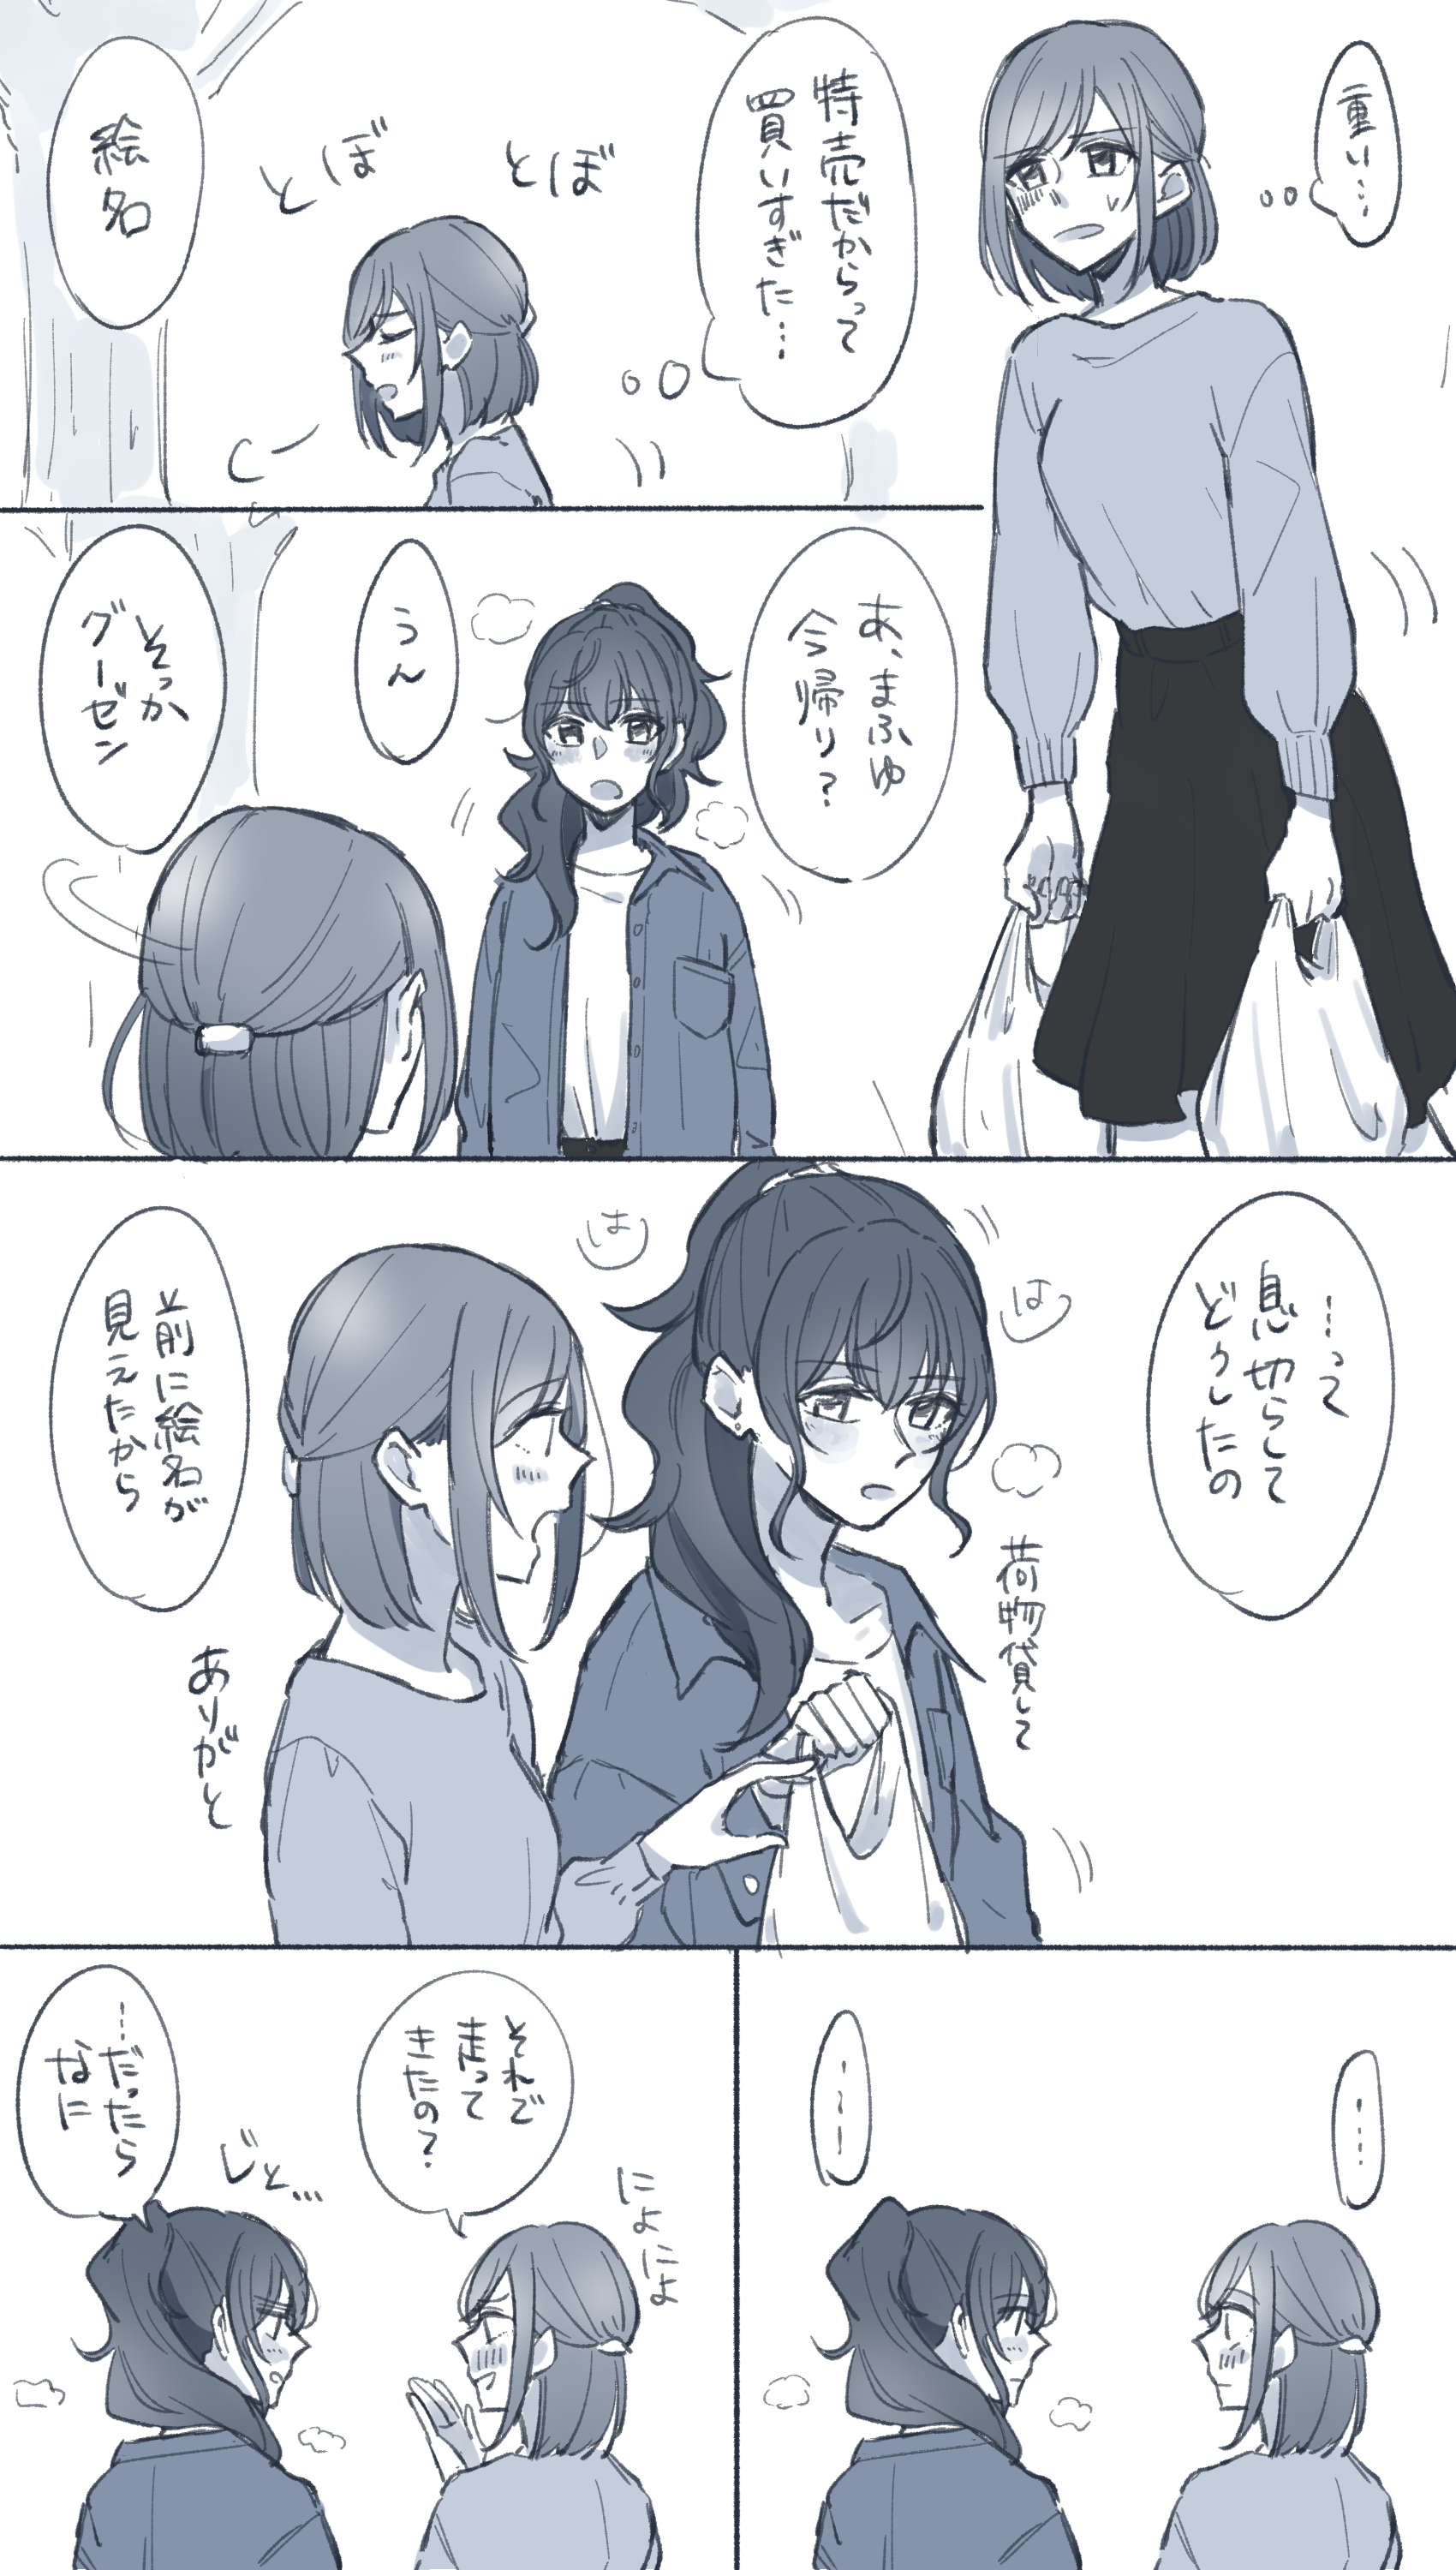 重い…
特売だからって
買いすぎた…
とぼ
とぼ
絵名
あ、まふゆ
今帰り？
うん
そっか
グーゼン
…って
息切らして
どうしたの
は
は
荷物貸して
前に絵名が
見えたから
ありがと
…
…
それで
走って
きたの？
にょ
にょ
じと…
…だったら
なに